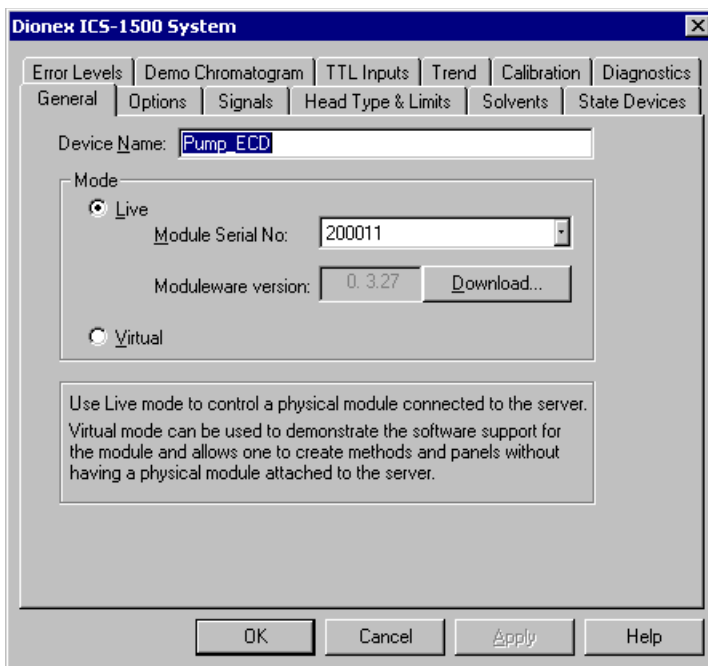 Dionex ICS-1500 System
Error Levels Demo Chromatogram TTL Inputs Trend Calibration Diagnostics
General Options Signals Head Type & Limits Solvents State Devices
Device Name: Pump_ECD
Mode
Live
Module Serial No: 200011
Moduleware version: 0. 3.27 Download...
Virtual
Use Live mode to control a physical module connected to the server.
Virtual mode can be used to demonstrate the software support for
the module and allows one to create methods and panels without
having a physical module attached to the server.
OK Cancel Apply Help